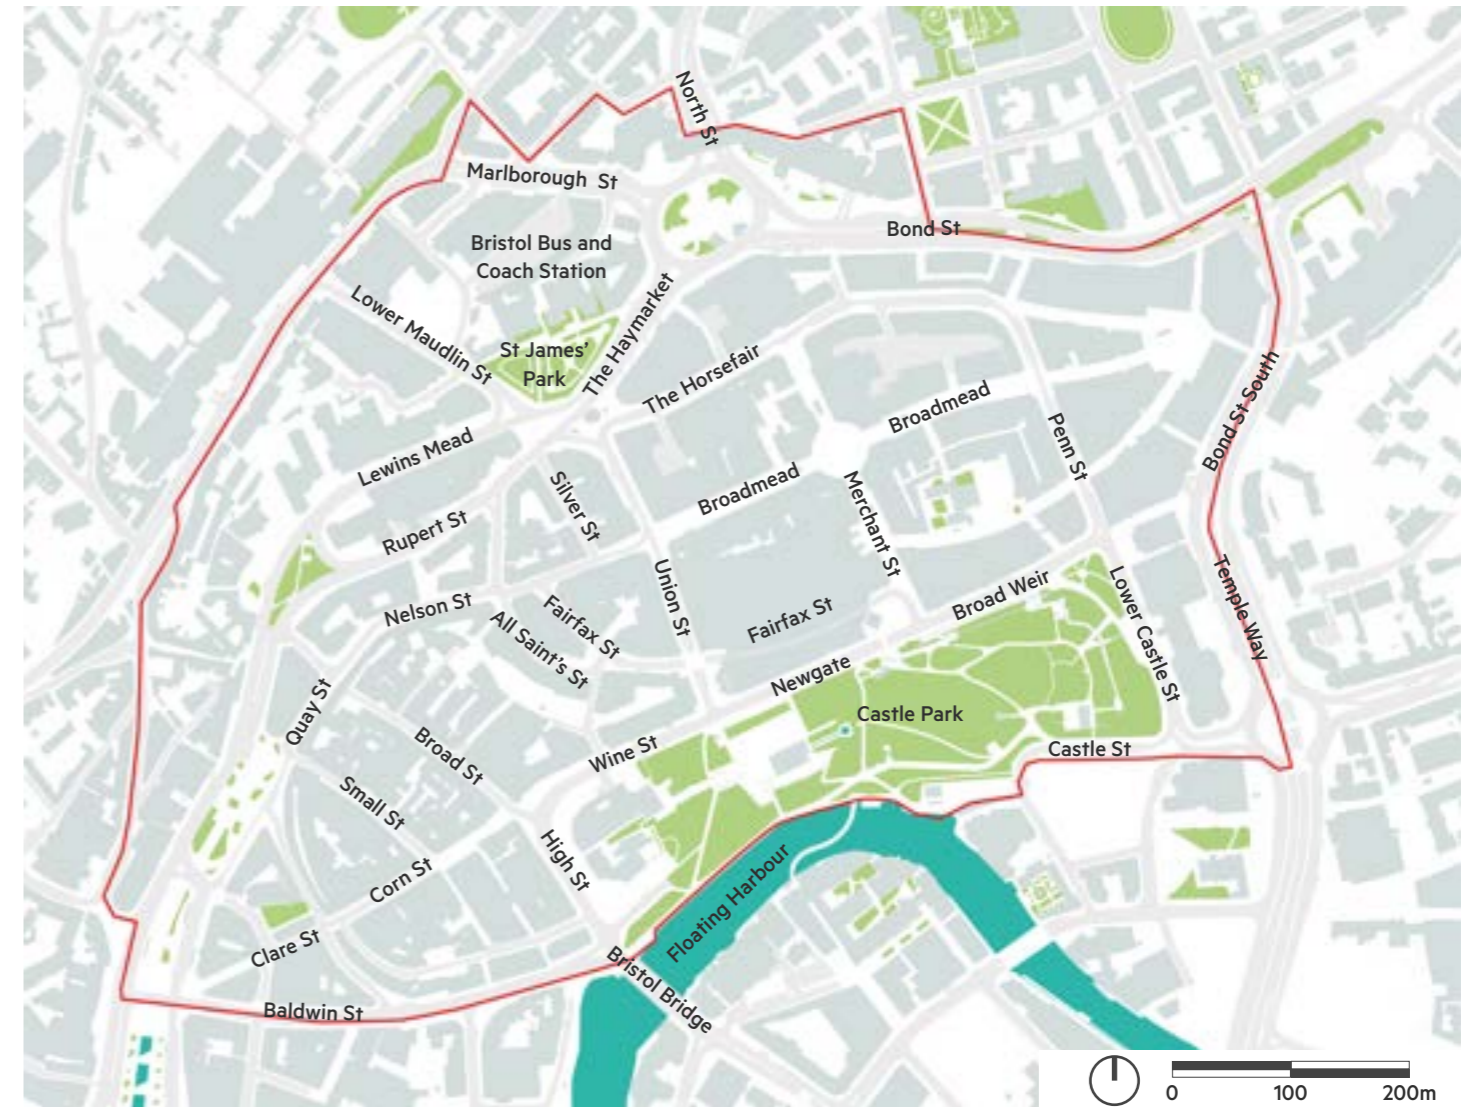 North St
Marlborough St
Bond St
Bristol Bus and
Coach Station
Lower Maudlin St
St James'
Park
The Haymarket
The Horsefair
Broadmead
Penn St
Bond St South
Lewins Mead
Silver St
Broadmead
Merchant St
Rupert St
Union St
Broad Weir
Lower Castle St
Temple Way
Nelson St
Fairfax St
All Saint's St
Fairfax St
Newgate
Castle Park
Quay St
Broad St
Wine St
Castle St
Small St
High St
Corn St
Floating Harbour
Clare St
Bristol Bridge
Baldwin St
0 100 200m